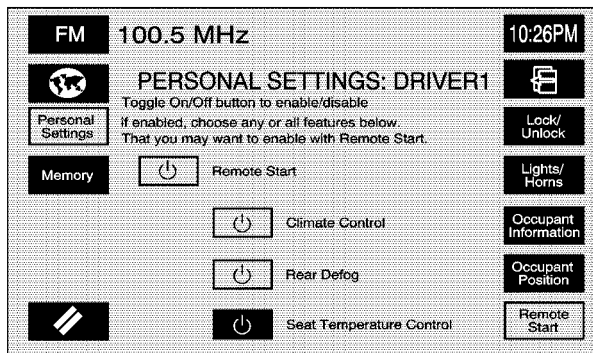 FM
100.5 MHz
10:26PM
PERSONAL SETTINGS: DRIVER1
Toggle On/Off button to enable/disable
Personal
Settings
if enabled, choose any or all features below.
That you may want to enable with Remote Start.
Lock/
Unlock
Memory
Remote Start
Lights/
Horns
Climate Control
Occupant
Information
Rear Defog
Occupant
Position
Seat Temperature Control
Remote
Start